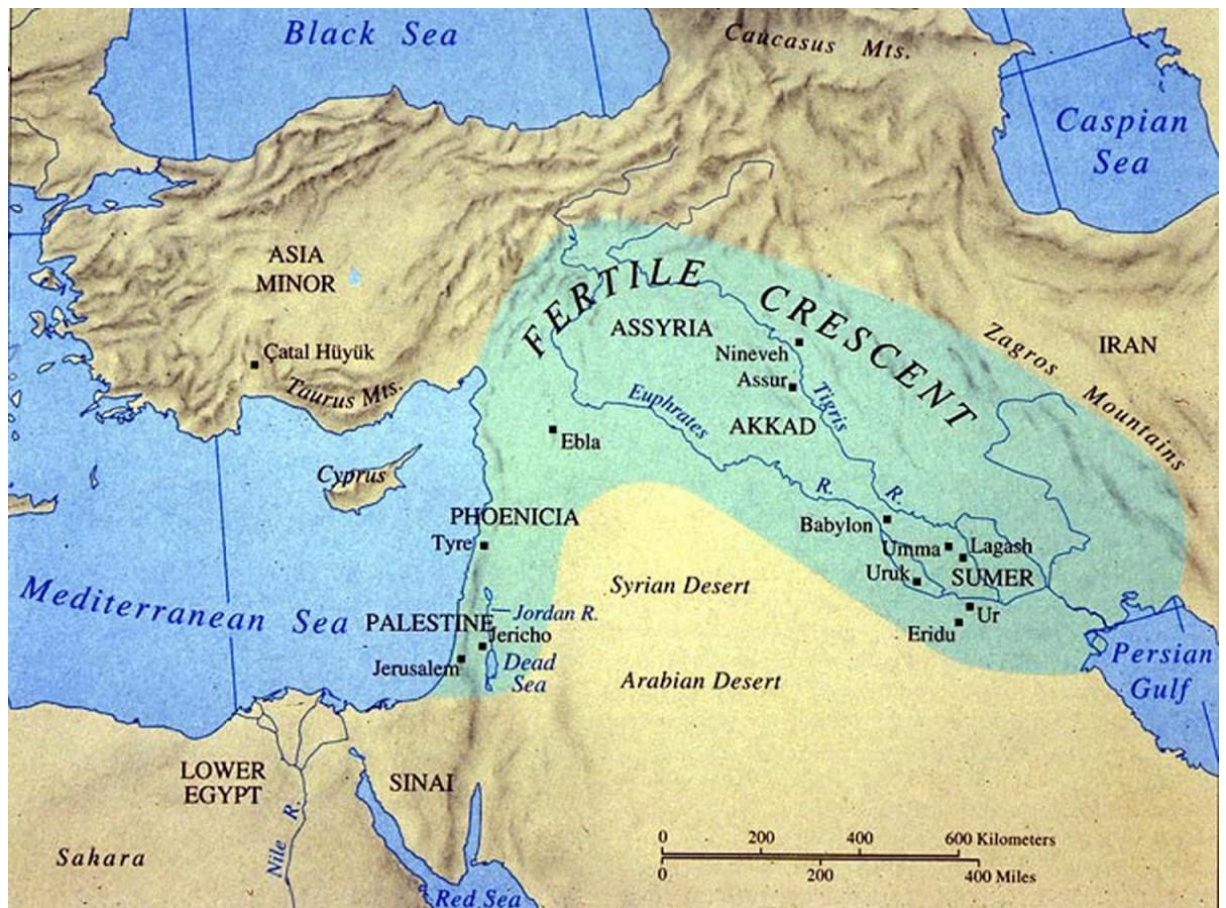 Black Sea
Caucasus Mts.
Caspian
Sea
ASIA
MINOR
FERTILE CRESCENT
ASSYRIA
Zagros Mountains
IRAN
Çatal Hüyük
Taurus Mts.
Nineveh
Assur
Tigris R.
Euphrates R.
AKKAD
Ebla
Cyprus
PHOENICIA
Tyre
Babylon
Umma
Lagash
Uruk
SUMER
Syrian Desert
Mediterranean Sea
PALESTINE
Jordan R.
Jericho
Ur
Eridu
Jerusalem
Dead
Sea
Arabian Desert
Persian
Gulf
LOWER
EGYPT
SINAI
Nile R.
Sahara
Red Sea
0 200 400 600 Kilometers
0 200 400 Miles